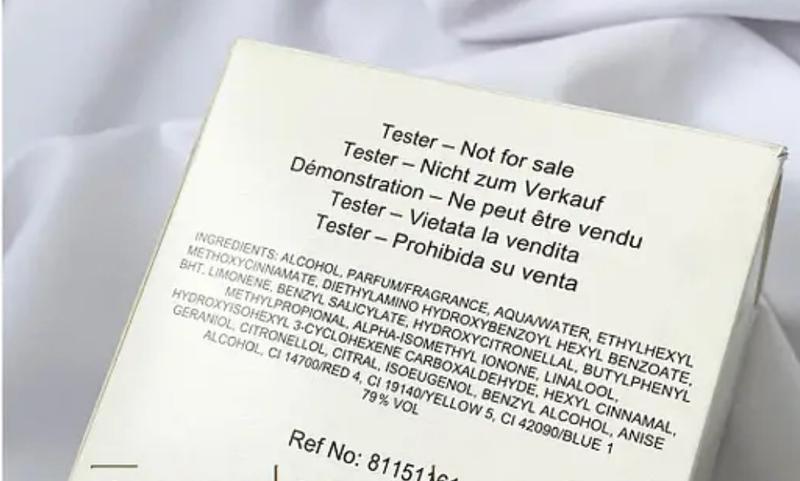 Tester – Not for sale
Tester – Nicht zum Verkauf
Démonstration – Ne peut être vendu
Tester – Vietata la vendita
Tester – Prohibida su venta
INGREDIENTS: ALCOHOL, PARFUM/FRAGRANCE, AQUA/WATER, ETHYLHEXYL
METHOXYCINNAMATE, DIETHYLAMINO HYDROXYBENZOYL HEXYL BENZOATE,
BHT, LIMONENE, BENZYL SALICYLATE, HYDROXYCITRONELLAL, BUTYLPHENYL
METHYLPROPIONAL, ALPHA-ISOMETHYL IONONE, LINALOOL,
HYDROXYISOHEXYL 3-CYCLOHEXENE CARBOXALDEHYDE, HEXYL CINNAMAL,
GERANIOL, CITRONELLOL, CITRAL, ISOEUGENOL, BENZYL ALCOHOL, ANISE
ALCOHOL, CI 14700/RED 4, CI 19140/YELLOW 5, CI 42090/BLUE 1
79% VOL
Ref No: